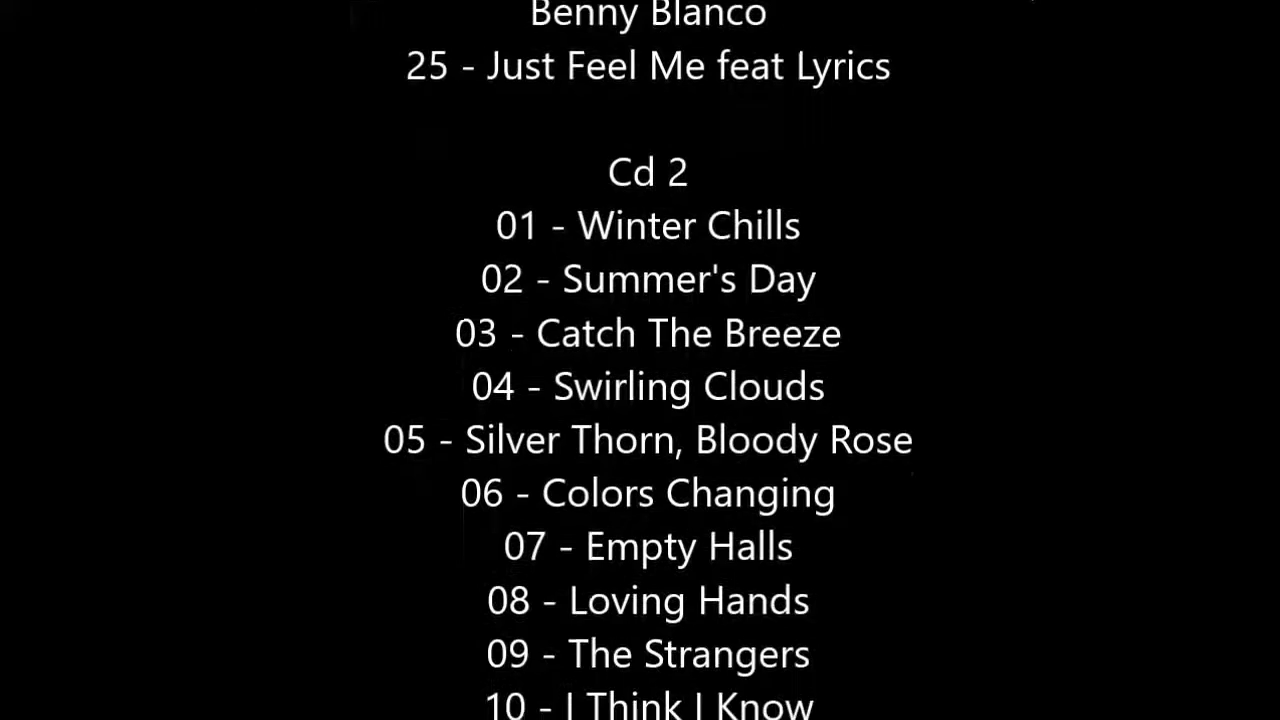 Benny Blanco
25 - Just Feel Me feat Lyrics
Cd 2
01 - Winter Chills
02 - Summer's Day
03 - Catch The Breeze
04 - Swirling Clouds
05 - Silver Thorn, Bloody Rose
06 - Colors Changing
07 - Empty Halls
08 - Loving Hands
09 - The Strangers
10 - I Think I Know